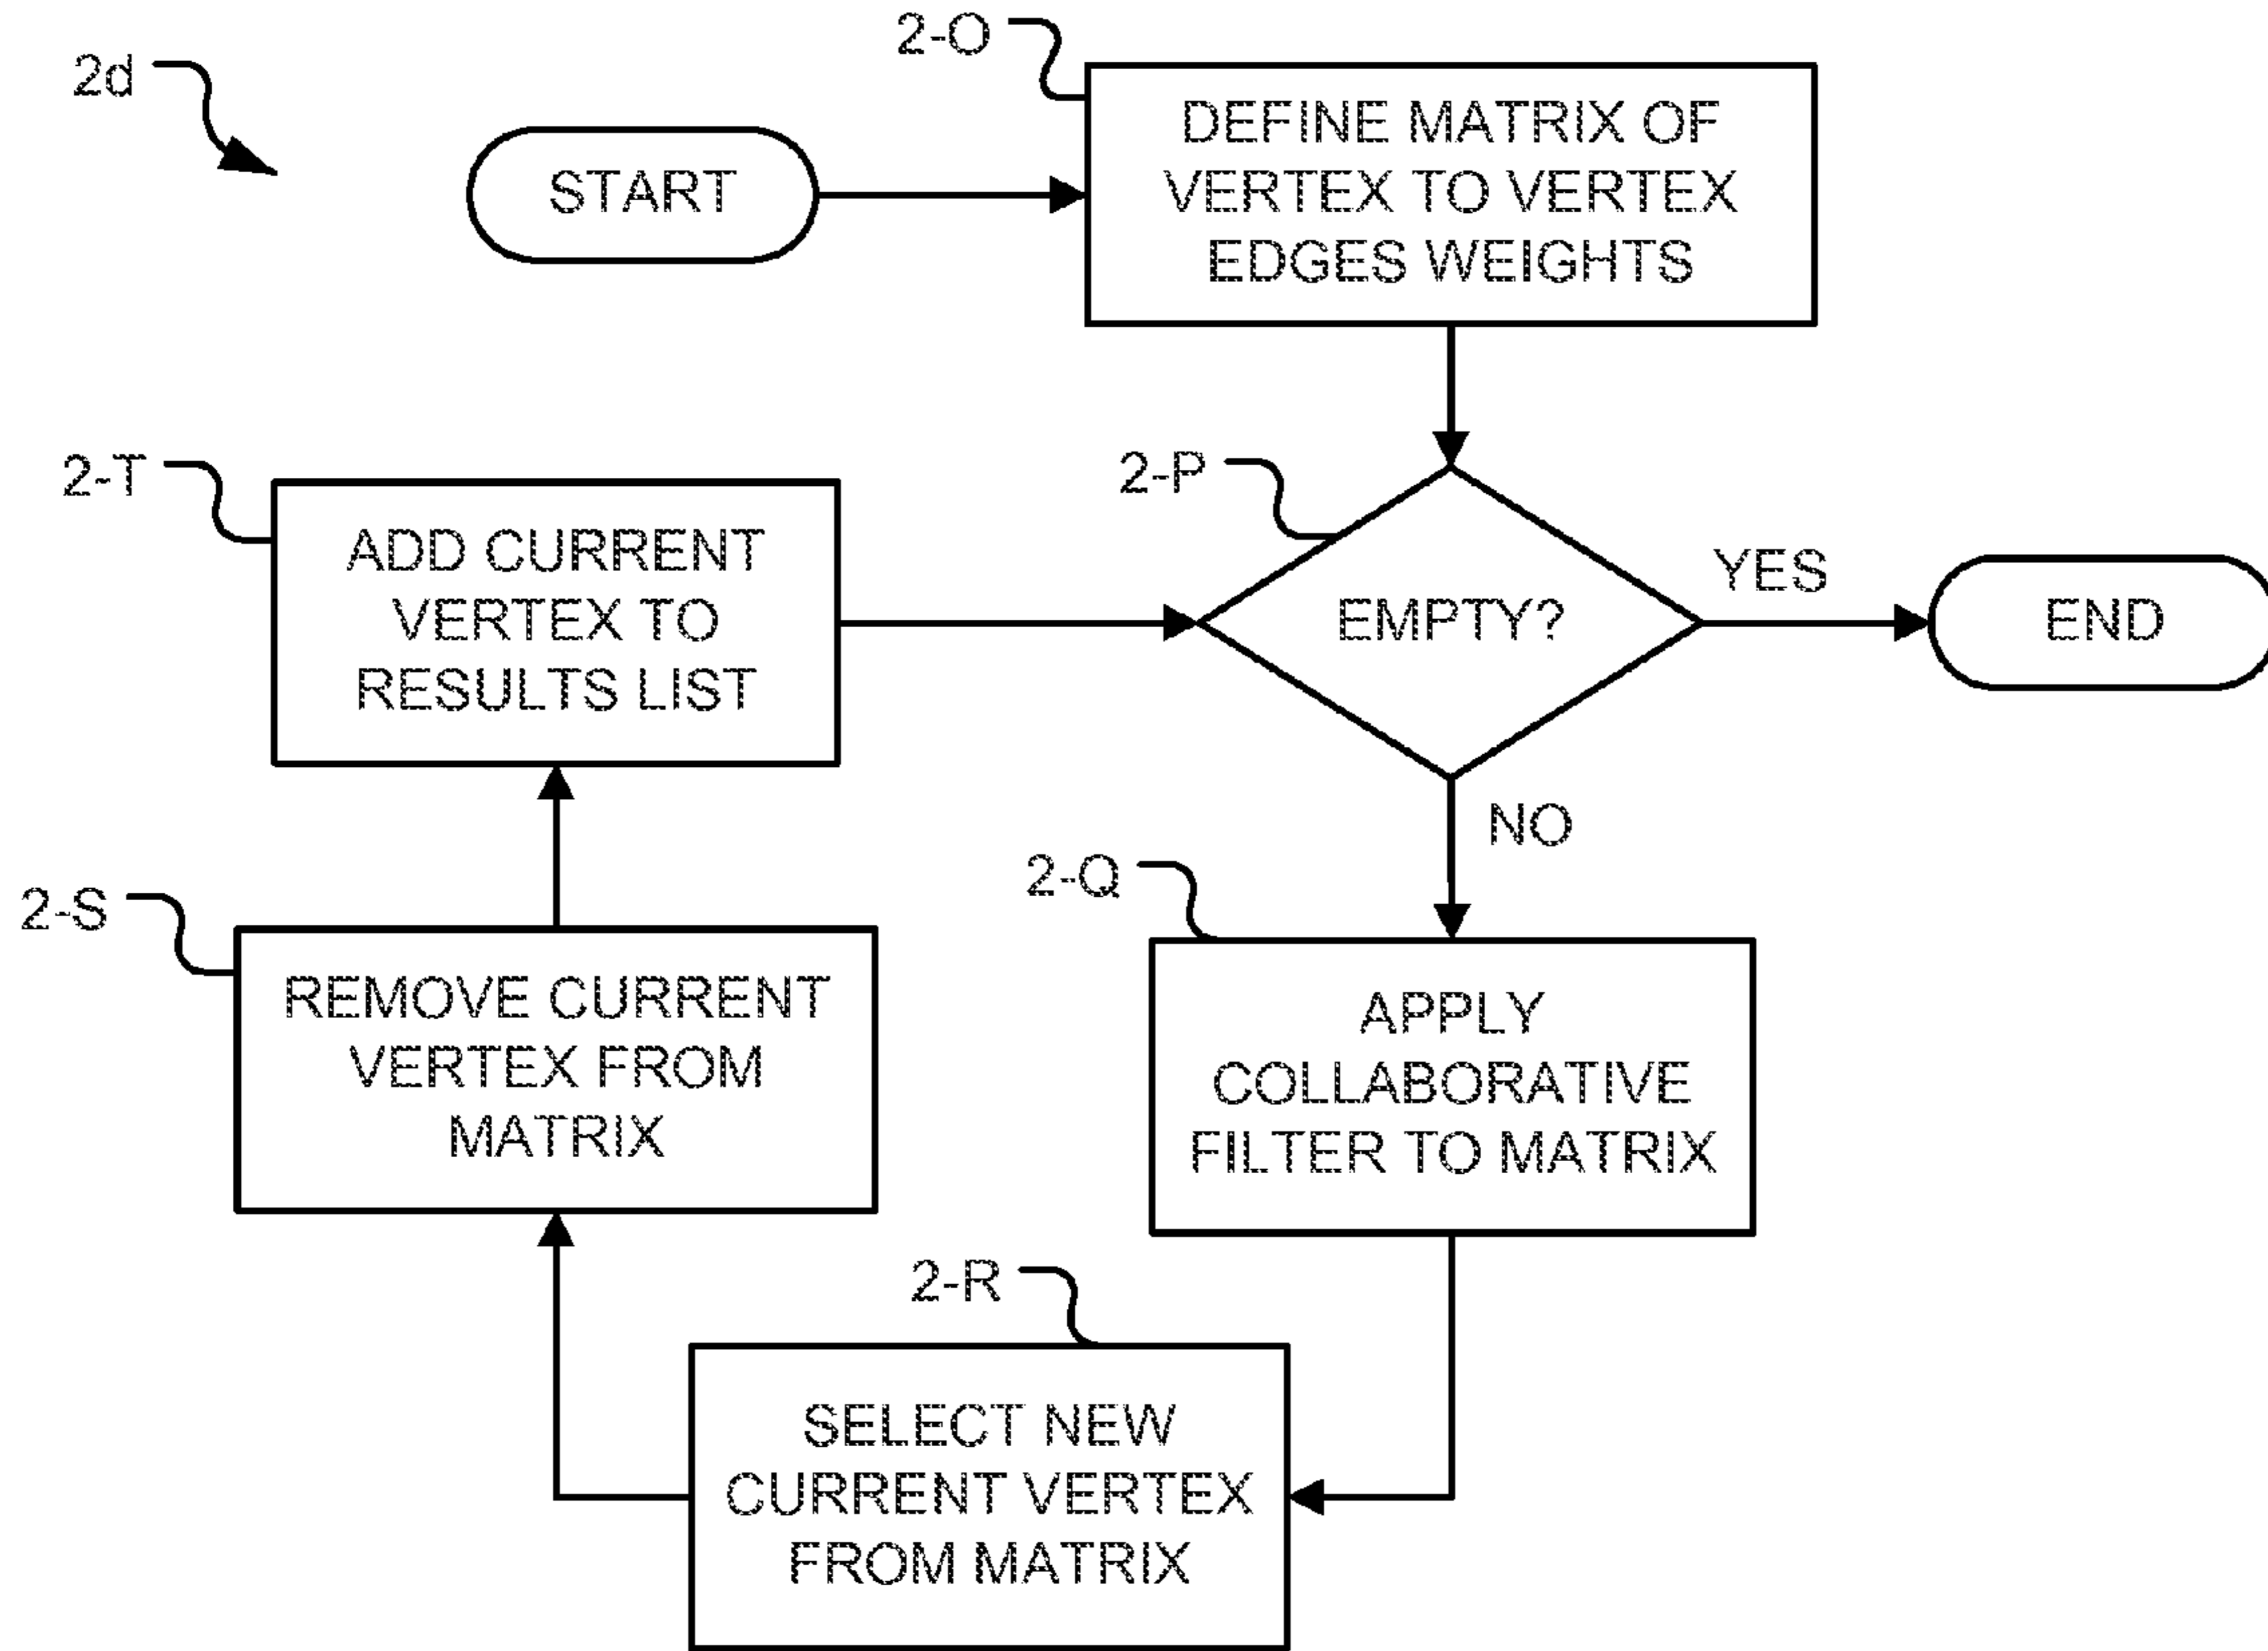 2d
START
2-O
DEFINE MATRIX OF
VERTEX TO VERTEX
EDGES WEIGHTS
2-P
EMPTY?
YES
END
NO
2-Q
APPLY
COLLABORATIVE
FILTER TO MATRIX
2-R
SELECT NEW
CURRENT VERTEX
FROM MATRIX
2-S
REMOVE CURRENT
VERTEX FROM
MATRIX
2-T
ADD CURRENT
VERTEX TO
RESULTS LIST